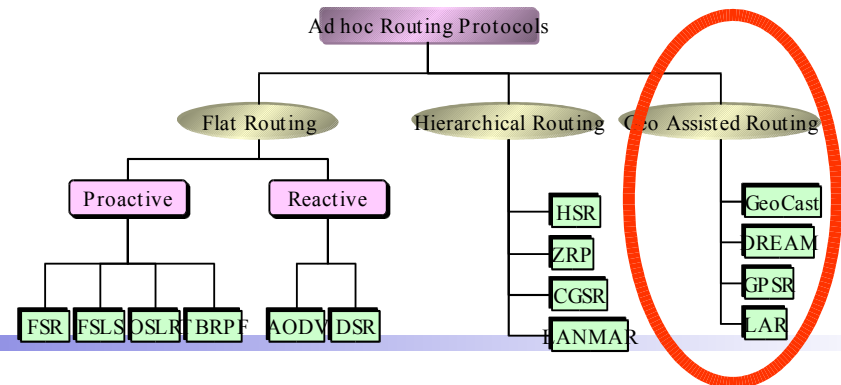 Ad hoc Routing Protocols
Flat Routing
Hierarchical Routing
Geo Assisted Routing
Proactive
Reactive
FSR
FSLS
OSLR
TBRPF
AODV
DSR
HSR
ZRP
CGSR
LANMAR
GeoCast
DREAM
GPSR
LAR